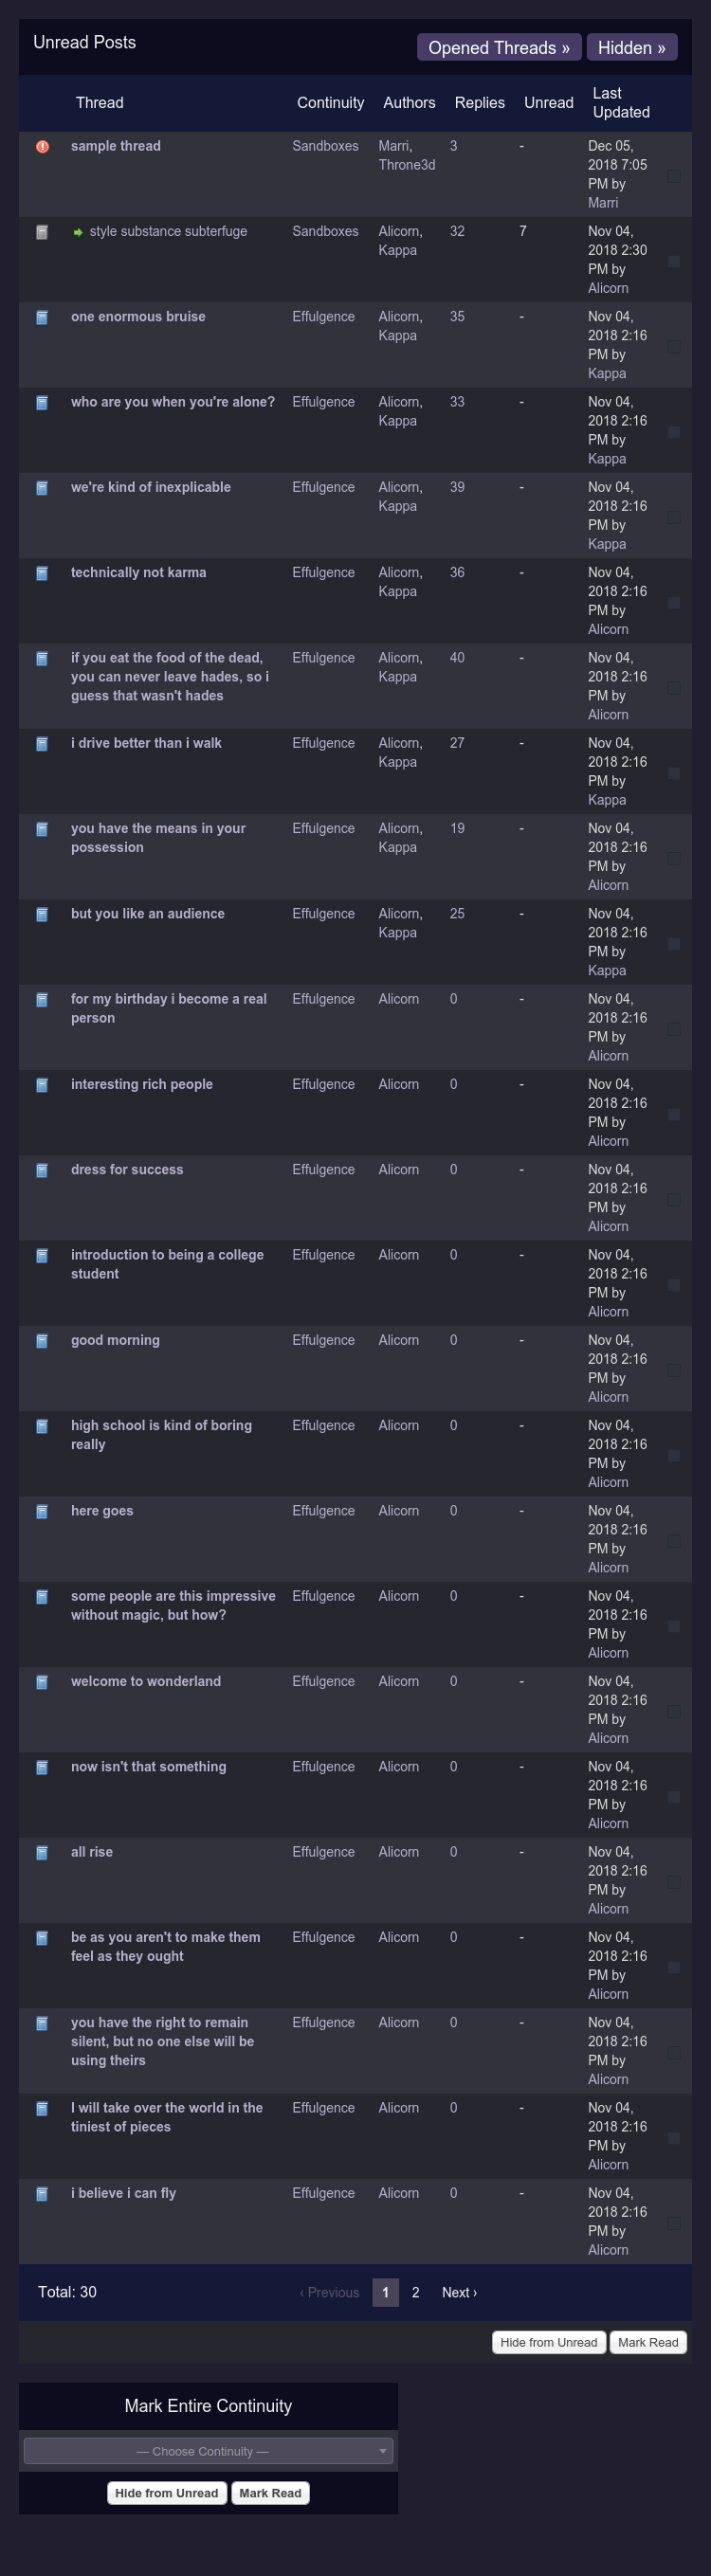 Unread Posts
Opened Threads »
Hidden »
Thread Continuity Authors Replies Unread Last
Updated
sample thread Sandboxes Marri, 3 - Dec 05,
Throne3d 2018 7:05
PM by
Marri
style substance subterfuge Sandboxes Alicorn, 32 7 Nov 04,
Kappa 2018 2:30
PM by
Alicorn
one enormous bruise Effulgence Alicorn, 35 - Nov 04,
Kappa 2018 2:16
PM by
Kappa
who are you when you're alone? Effulgence Alicorn, 33 - Nov 04,
Kappa 2018 2:16
PM by
Kappa
we're kind of inexplicable Effulgence Alicorn, 39 - Nov 04,
Kappa 2018 2:16
PM by
Kappa
technically not karma Effulgence Alicorn, 36 - Nov 04,
Kappa 2018 2:16
PM by
Alicorn
if you eat the food of the dead, Effulgence Alicorn, 40 - Nov 04,
you can never leave hades, so i Kappa 2018 2:16
guess that wasn't hades PM by
Alicorn
i drive better than i walk Effulgence Alicorn, 27 - Nov 04,
Kappa 2018 2:16
PM by
Kappa
you have the means in your Effulgence Alicorn, 19 - Nov 04,
possession Kappa 2018 2:16
PM by
Alicorn
but you like an audience Effulgence Alicorn, 25 - Nov 04,
Kappa 2018 2:16
PM by
Kappa
for my birthday i become a real Effulgence Alicorn 0 - Nov 04,
person 2018 2:16
PM by
Alicorn
interesting rich people Effulgence Alicorn 0 - Nov 04,
2018 2:16
PM by
Alicorn
dress for success Effulgence Alicorn 0 - Nov 04,
2018 2:16
PM by
Alicorn
introduction to being a college Effulgence Alicorn 0 - Nov 04,
student 2018 2:16
PM by
Alicorn
good morning Effulgence Alicorn 0 - Nov 04,
2018 2:16
PM by
Alicorn
high school is kind of boring Effulgence Alicorn 0 - Nov 04,
really 2018 2:16
PM by
Alicorn
here goes Effulgence Alicorn 0 - Nov 04,
2018 2:16
PM by
Alicorn
some people are this impressive Effulgence Alicorn 0 - Nov 04,
without magic, but how? 2018 2:16
PM by
Alicorn
welcome to wonderland Effulgence Alicorn 0 - Nov 04,
2018 2:16
PM by
Alicorn
now isn't that something Effulgence Alicorn 0 - Nov 04,
2018 2:16
PM by
Alicorn
all rise Effulgence Alicorn 0 - Nov 04,
2018 2:16
PM by
Alicorn
be as you aren't to make them Effulgence Alicorn 0 - Nov 04,
feel as they ought 2018 2:16
PM by
Alicorn
you have the right to remain Effulgence Alicorn 0 - Nov 04,
silent, but no one else will be 2018 2:16
using theirs PM by
Alicorn
I will take over the world in the Effulgence Alicorn 0 - Nov 04,
tiniest of pieces 2018 2:16
PM by
Alicorn
i believe i can fly Effulgence Alicorn 0 - Nov 04,
2018 2:16
PM by
Alicorn
Total: 30 ‹ Previous 1 2 Next ›
Hide from Unread Mark Read
Mark Entire Continuity
— Choose Continuity —
Hide from Unread Mark Read